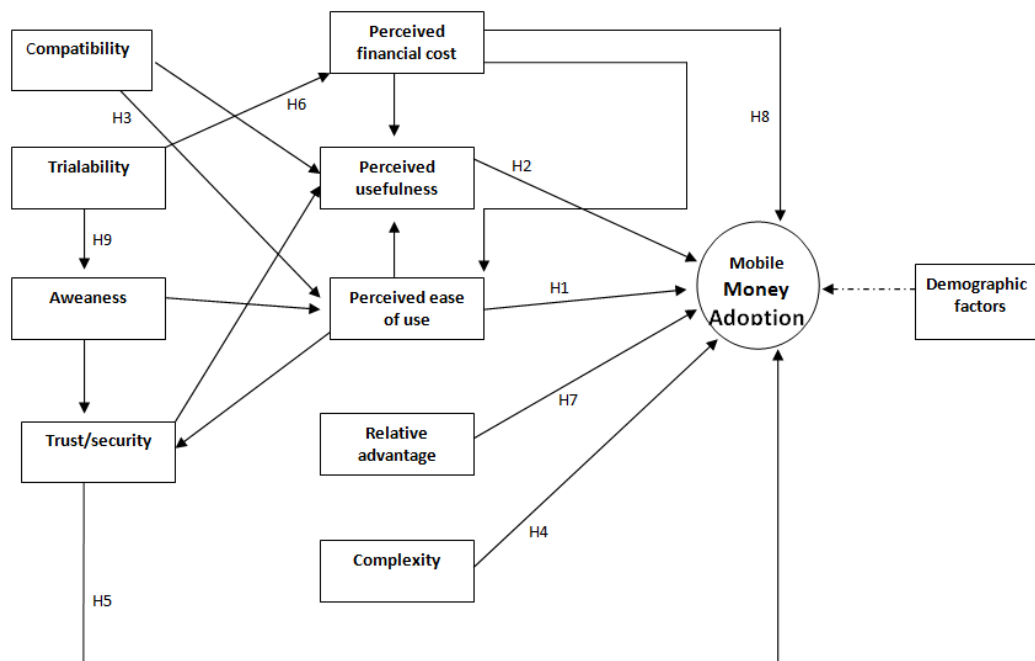 Perceived
financial cost
Compatibility
H6
H3
H8
Trialability
Perceived
usefulness
H2
H9
Aweaness
Perceived ease
of use
H1
Mobile
Money
Adoption
Demographic
factors
Trust/security
Relative
advantage
H7
Complexity
H4
H5